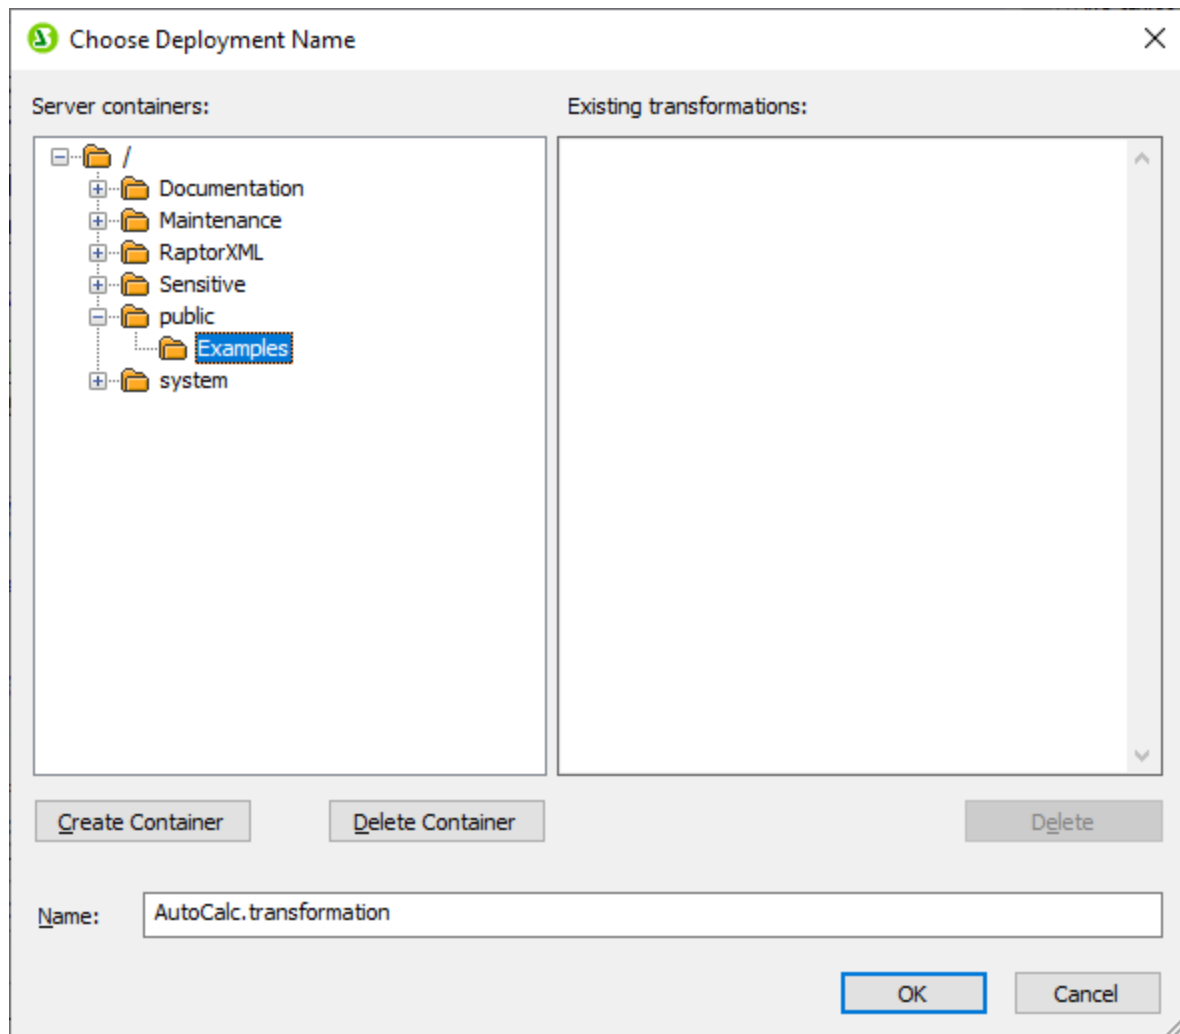 Choose Deployment Name
Server containers:
Existing transformations:
/
Documentation
Maintenance
RaptorXML
Sensitive
public
Examples
system
Create Container
Delete Container
Delete
Name:
AutoCalc.transformation
OK
Cancel